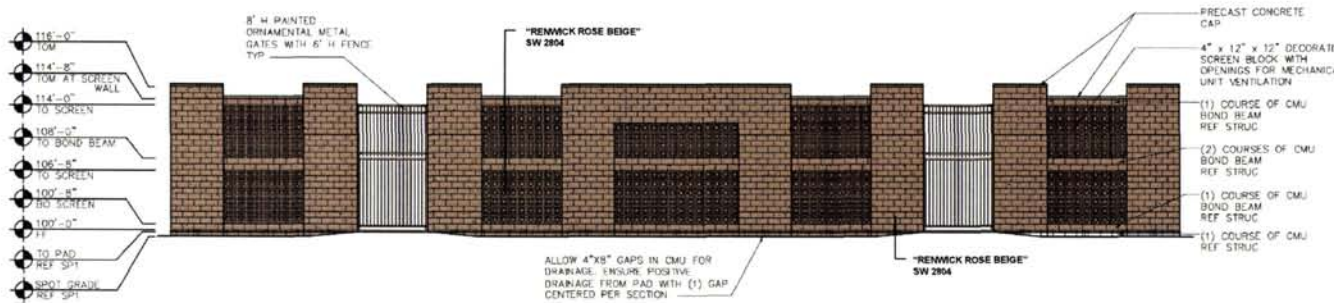 116'-0"
TOM
114'-8"
TOM AT SCREEN
WALL
114'-0"
TO SCREEN
108'-0"
TO BOND BEAM
106'-8"
TO SCREEN
100'-8"
BO SCREEN
100'-0"
FF
TO PAD
REF SP1
SPOT GRADE
REF SP1
8' H PAINTED
ORNAMENTAL METAL
GATES WITH 6' H FENCE
TYP
"RENWICK ROSE BEIGE"
SW 2804
PRECAST CONCRETE
CAP
4" x 12" x 12" DECORATE
SCREEN BLOCK WITH
OPENINGS FOR MECHANICA
UNIT VENTILATION
(1) COURSE OF CMU
BOND BEAM
REF STRUC
(2) COURSES OF CMU
BOND BEAM
REF STRUC
(1) COURSE OF CMU
BOND BEAM
REF STRUC
(1) COURSE OF CMU
REF STRUC
ALLOW 4"X8" GAPS IN CMU FOR
DRAINAGE. ENSURE POSITIVE
DRAINAGE FROM PAD WITH (1) GAP
CENTERED PER SECTION
"RENWICK ROSE BEIGE"
SW 2804